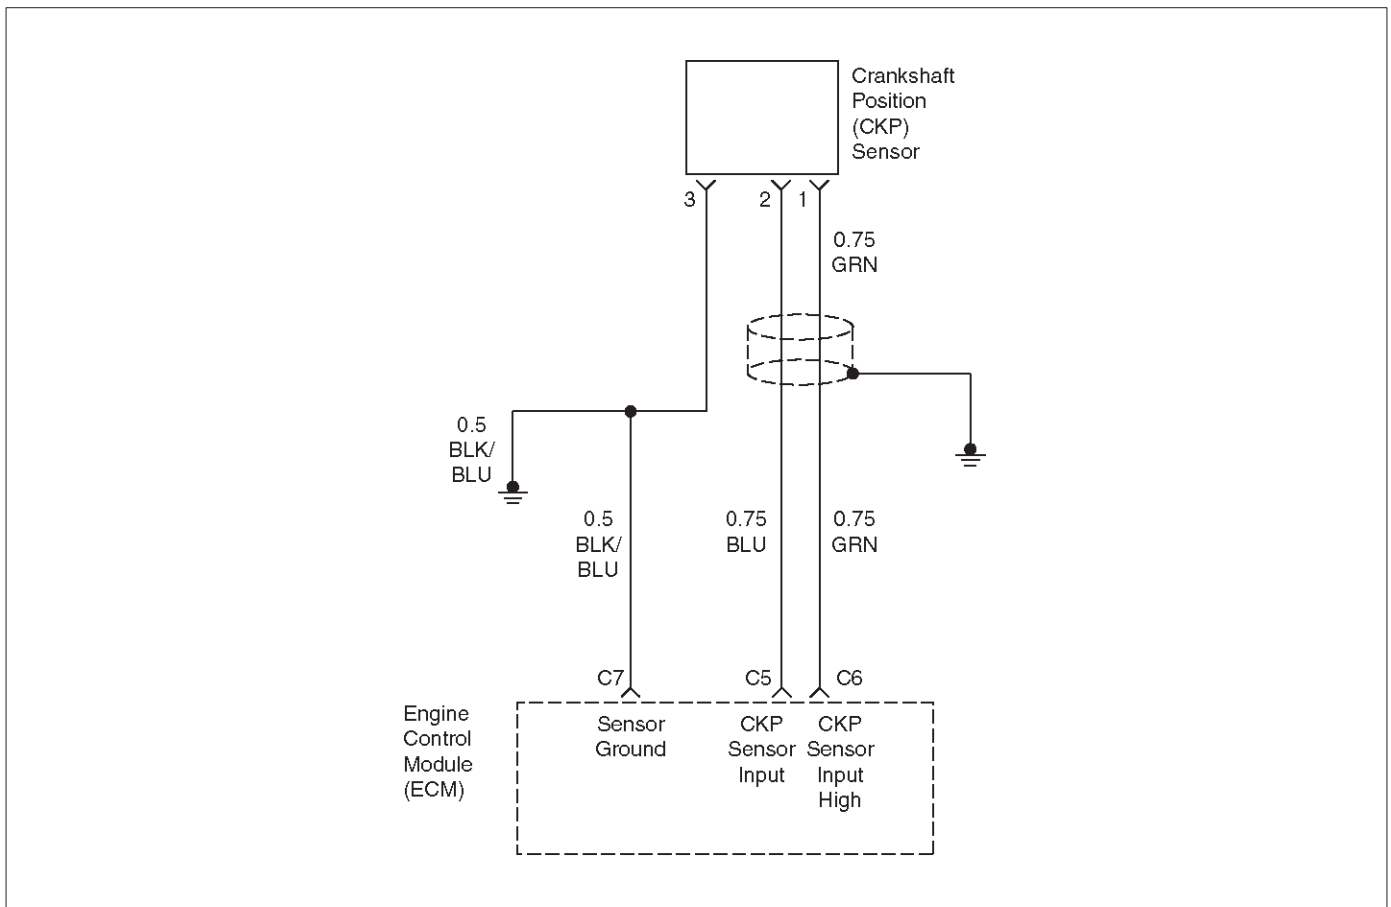 Crankshaft
Position
(CKP)
Sensor
3
2
1
0.75
GRN
0.5
BLK/
BLU
0.5
BLK/
BLU
0.75
BLU
0.75
GRN
C7
C5
C6
Engine
Control
Module
(ECM)
Sensor
Ground
CKP
Sensor
Input
CKP
Sensor
Input
High